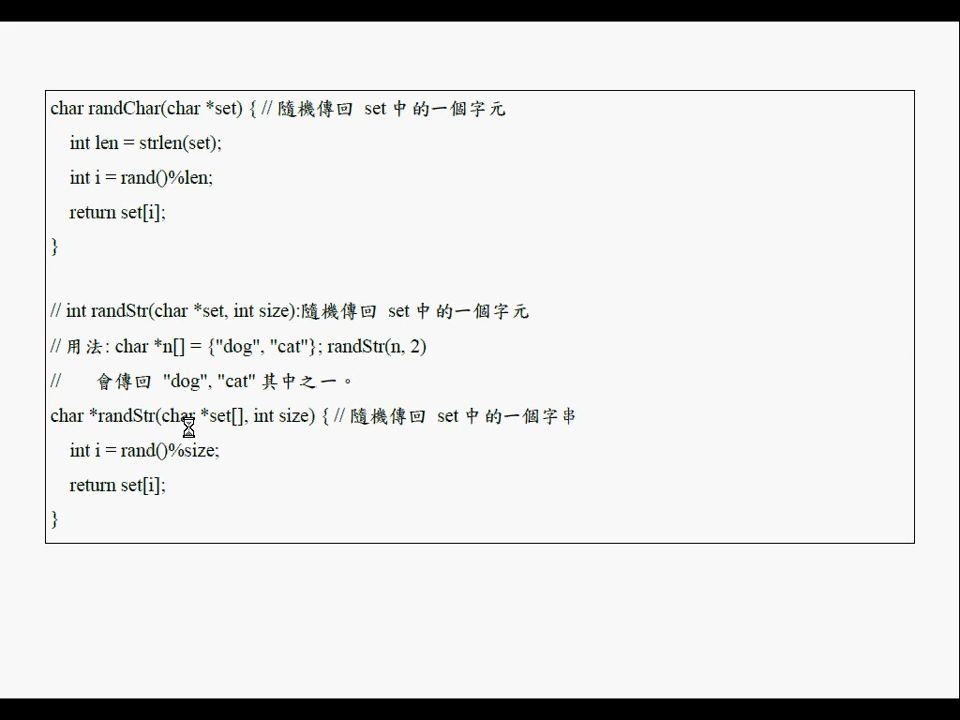 char randChar(char *set) { // 隨機傳回 set 中的一個字元
int len = strlen(set);
int i = rand()%len;
return set[i];
}
// int randStr(char *set, int size):隨機傳回 set 中的一個字元
// 用法: char *n[] = {"dog", "cat"}; randStr(n, 2)
// 會傳回 "dog", "cat" 其中之一。
char *randStr(char *set[], int size) { // 隨機傳回 set 中的一個字串
int i = rand()%size;
return set[i];
}